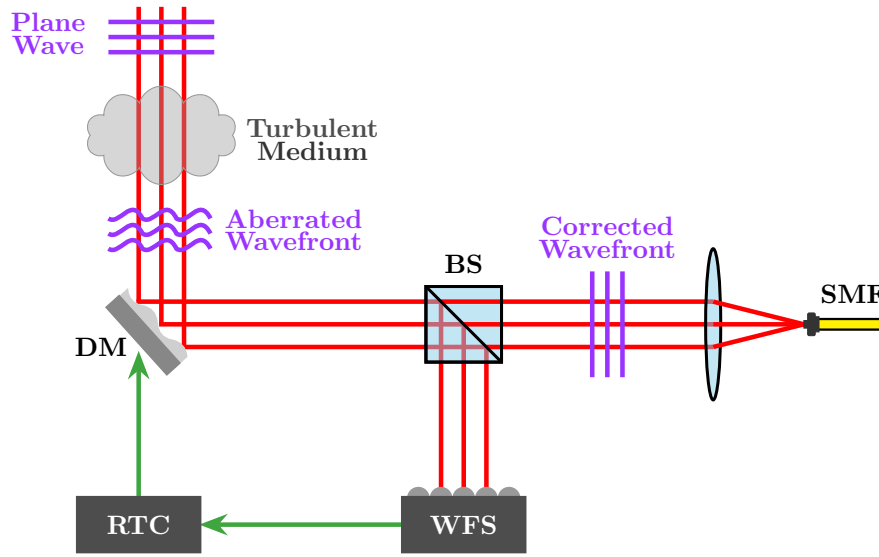 Plane
Wave
Turbulent
Medium
Aberrated
Wavefront
Corrected
Wavefront
BS
SMF
DM
RTC
WFS